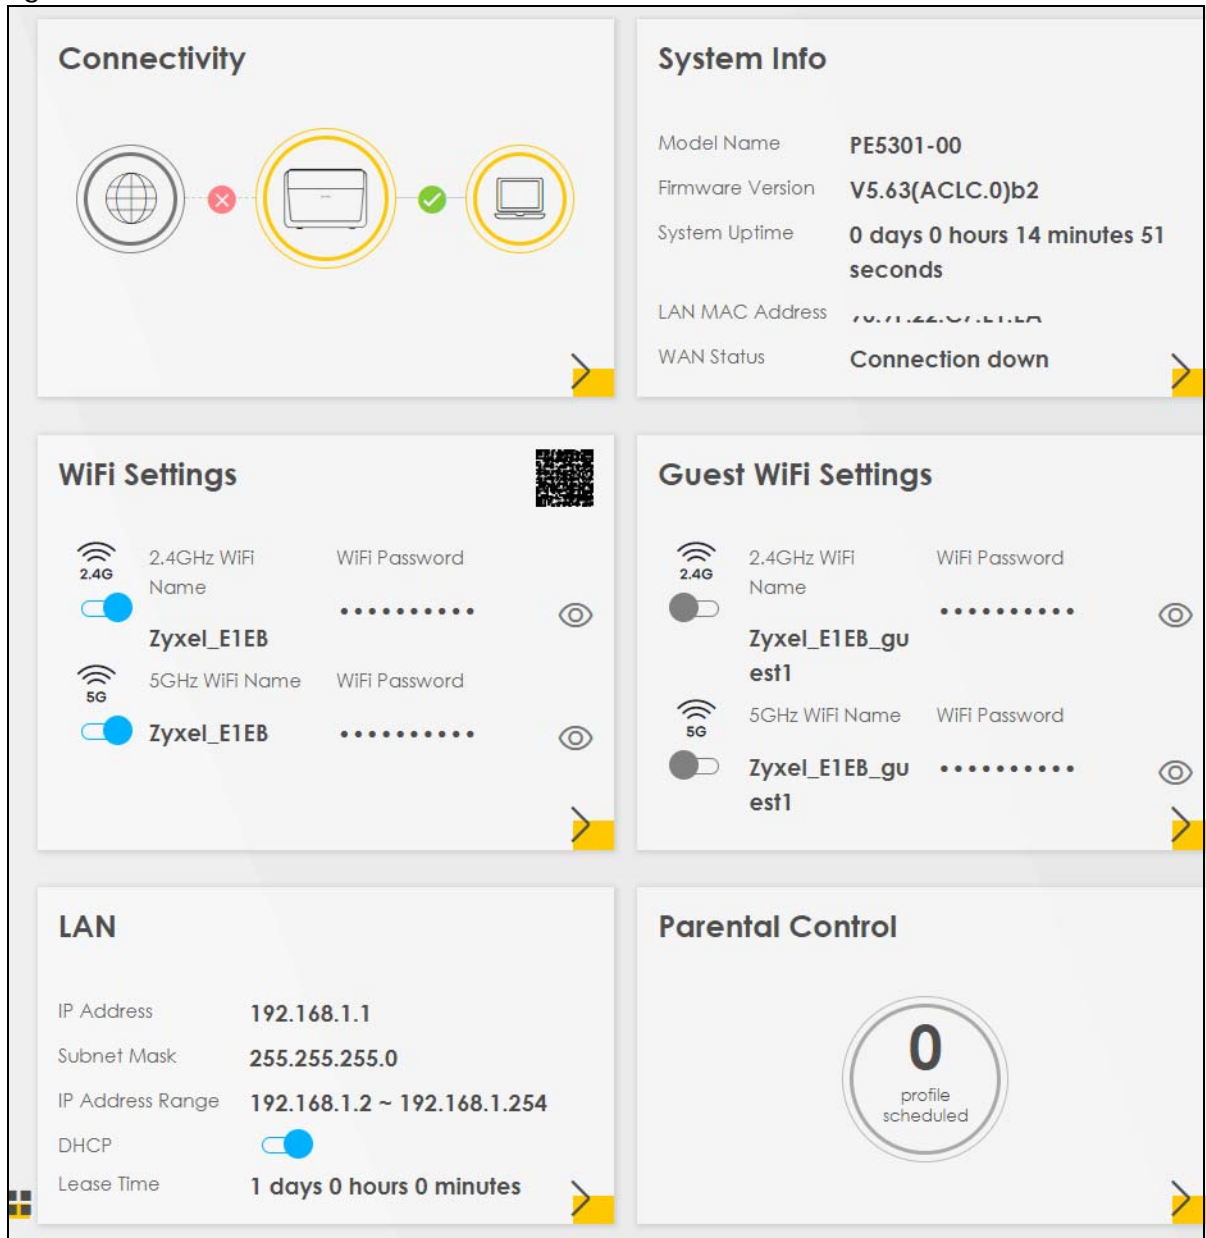 Connectivity
System Info
Model Name PE5301-00
Firmware Version V5.63(ACLC.0)b2
System Uptime 0 days 0 hours 14 minutes 51
seconds
LAN MAC Address
WAN Status Connection down
WiFi Settings
2.4G
2.4GHz WiFi WiFi Password
Name
••••••••••
Zyxel_E1EB
5G
5GHz WiFi Name WiFi Password
Zyxel_E1EB ••••••••••
Guest WiFi Settings
2.4G
2.4GHz WiFi WiFi Password
Name
••••••••••
Zyxel_E1EB_gu
est1
5G
5GHz WiFi Name WiFi Password
Zyxel_E1EB_gu ••••••••••
est1
LAN
IP Address 192.168.1.1
Subnet Mask 255.255.255.0
IP Address Range 192.168.1.2 ~ 192.168.1.254
DHCP
Lease Time 1 days 0 hours 0 minutes
Parental Control
0
profile
scheduled